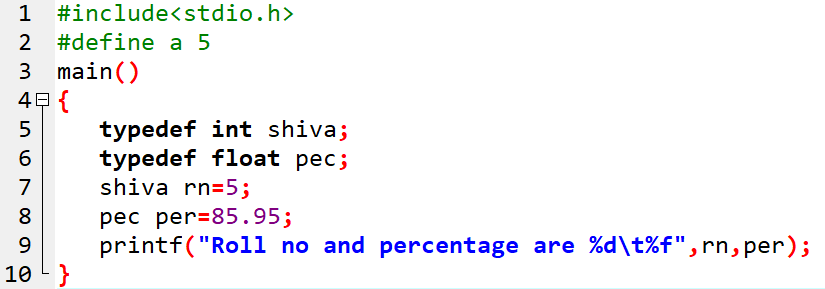 1 #include<stdio.h>
2 #define a 5
3 main()
4 {
5 typedef int shiva;
6 typedef float pec;
7 shiva rn=5;
8 pec per=85.95;
9 printf("Roll no and percentage are %d\t%f",rn,per);
10 }